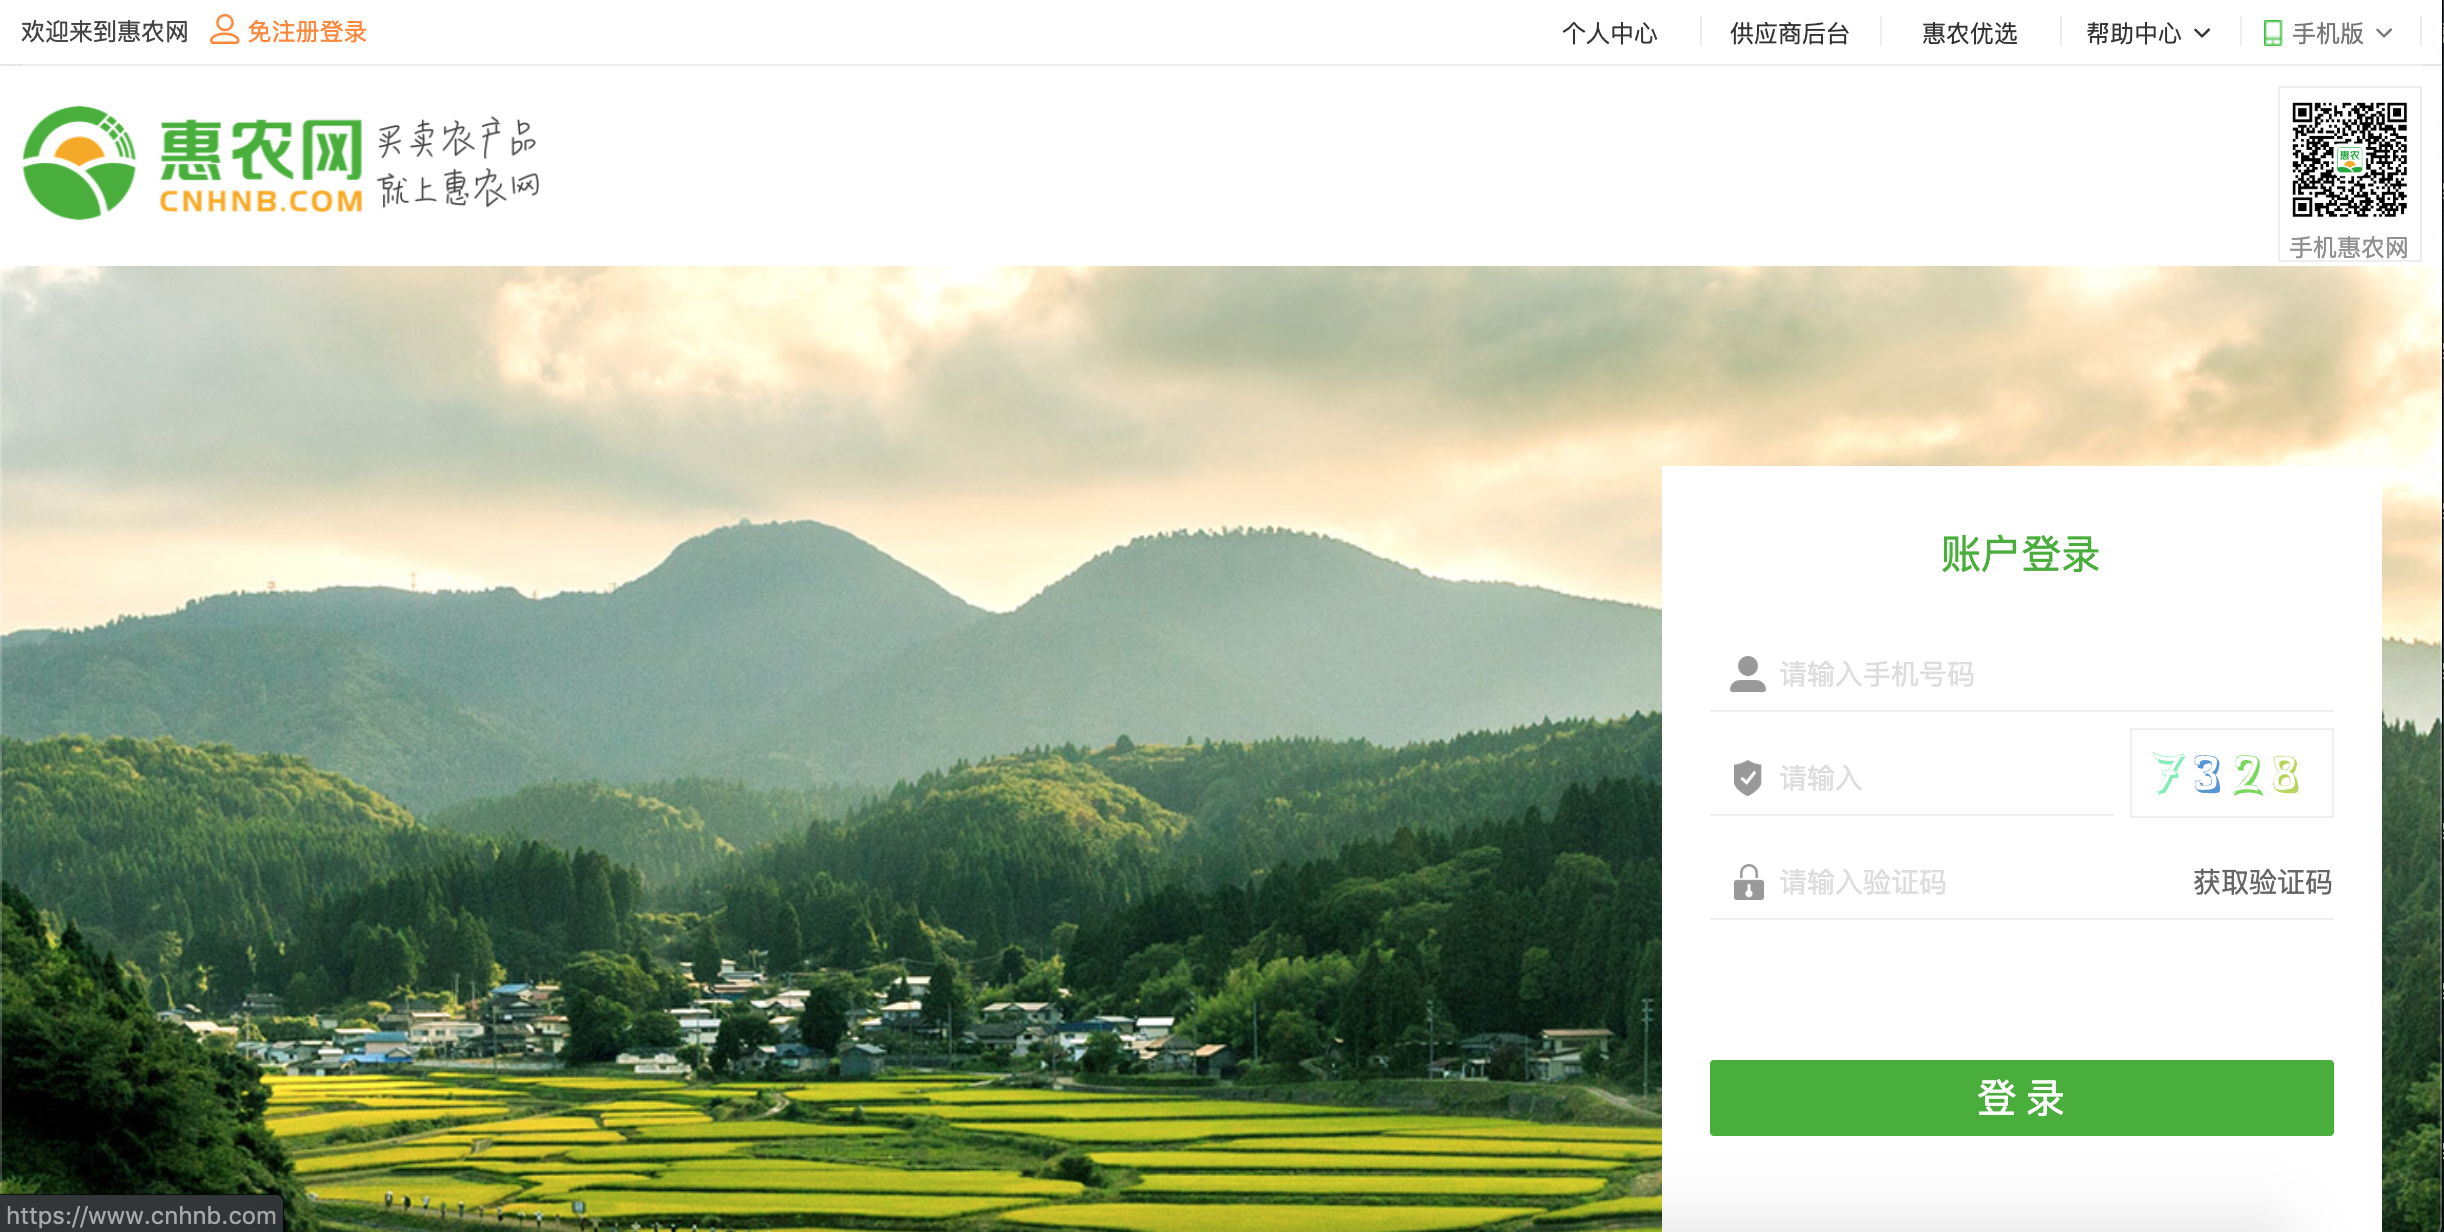 欢迎来到惠农网 免注册登录 个人中心 供应商后台 惠农优选 帮助中心 手机版
惠农网
CNHNB.COM
买卖农产品
就上惠农网
惠农
手机惠农网
账户登录
请输入手机号码
请输入 7328
请输入验证码 获取验证码
登录
https://www.cnhnb.com